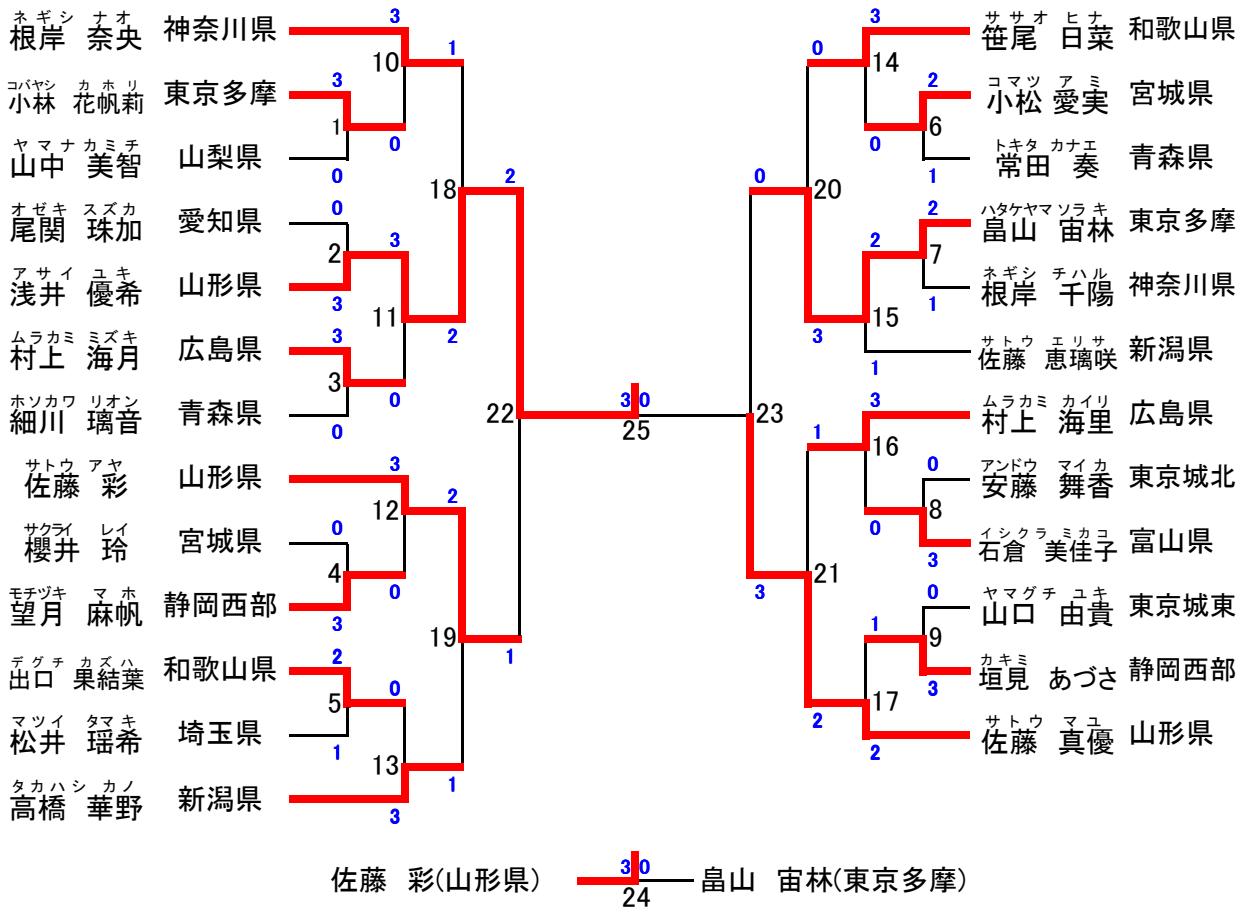 ネギシ ナオ
根岸 奈央 神奈川県
コバヤシ カホリ
小林 花帆莉 東京多摩
ヤマナカミチ
山中 美智 山梨県
オゼキ スズカ
尾関 珠加 愛知県
アサイ ユキ
浅井 優希 山形県
ムラカミ ミズキ
村上 海月 広島県
ホソカワ リオン
細川 璃音 青森県
サトウ アヤ
佐藤 彩 山形県
サクライ レイ
櫻井 玲 宮城県
モチヅキ マホ
望月 麻帆 静岡西部
デグチ カズハ
出口 果結葉 和歌山県
マツイ タマキ
松井 瑶希 埼玉県
タカハシ カノ
高橋 華野 新潟県
3
10
1
3
1
0
0
18
2
0
2
3
3
11
2
3
3
0
0
22
3
12
2
0
4
0
3
19
1
2
5
0
1
13
1
3
3 0
25
ササオ ヒナ
笹尾 日菜 和歌山県
コマツ アミ
小松 愛実 宮城県
トキタ カナエ
常田 奏 青森県
ハタケヤマ ソラキ
畠山 宙林 東京多摩
ネギシ チハル
根岸 千陽 神奈川県
サトウ エリサ
佐藤 恵璃咲 新潟県
ムラカミ カイリ
村上 海里 広島県
アンドウ マイカ
安藤 舞香 東京城北
イシクラ ミカコ
石倉 美佳子 富山県
ヤマグチ ユキ
山口 由貴 東京城東
カキミ
垣見 あづさ 静岡西部
サトウ マユ
佐藤 真優 山形県
3
0
14
2
6
0
1
0
20
2
2
7
1
15
3
1
23
3
1
16
0
8
0
3
21
3
0
1
9
3
17
2
2
佐藤 彩(山形県) 3 0 畠山 宙林(東京多摩)
24